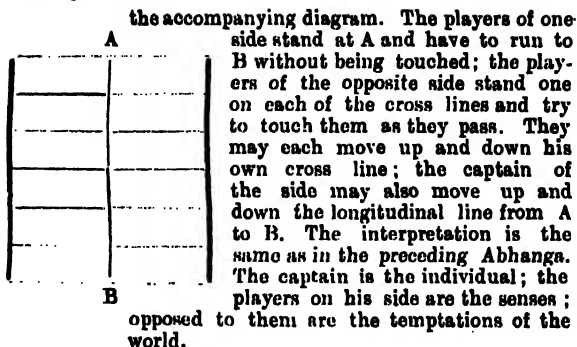 the accompanying diagram. The players of one
A
side stand at A and have to run to
B without being touched; the play-
ers of the opposite side stand one
on each of the cross lines and try
to touch them as they pass. They
may each move up and down his
own cross line; the captain of
the side may also move up and
down the longitudinal line from A
to B. The interpretation is the
same as in the preceding Abhanga.
The captain is the individual; the
B
players on his side are the senses;
opposed to them are the temptations of the
world.